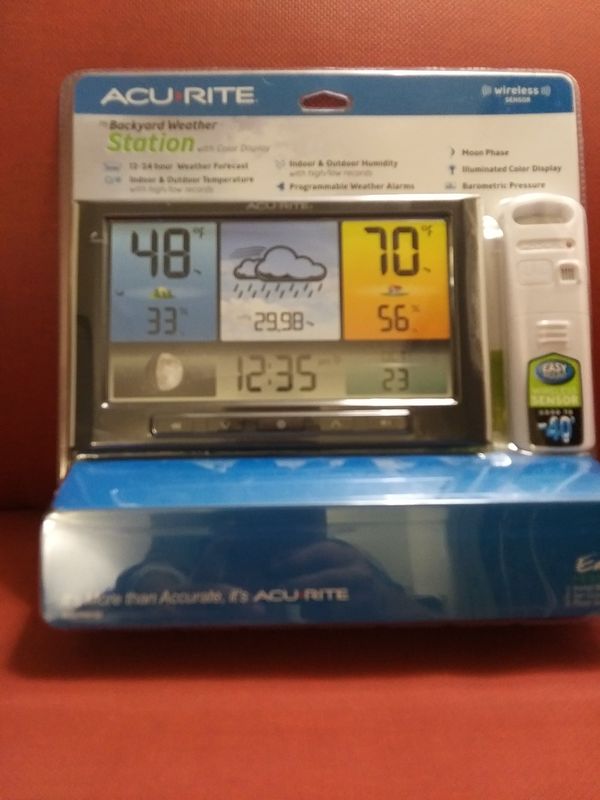 ACU RITE
wireless
SENSOR
Backyard Weather
Station with Color Display
12-24 hour Weather Forecast
Indoor & Outdoor Temperature
with high/low records
Indoor & Outdoor Humidity
with high/low records
Programmable Weather Alarms
Moon Phase
Illuminated Color Display
Barometric Pressure
ACU RITE
48 °F
33 %
29.98
70 °F
56 %
12:35
OCT
23
EASY
SENSOR
-40°
More than Accurate, it's ACU RITE